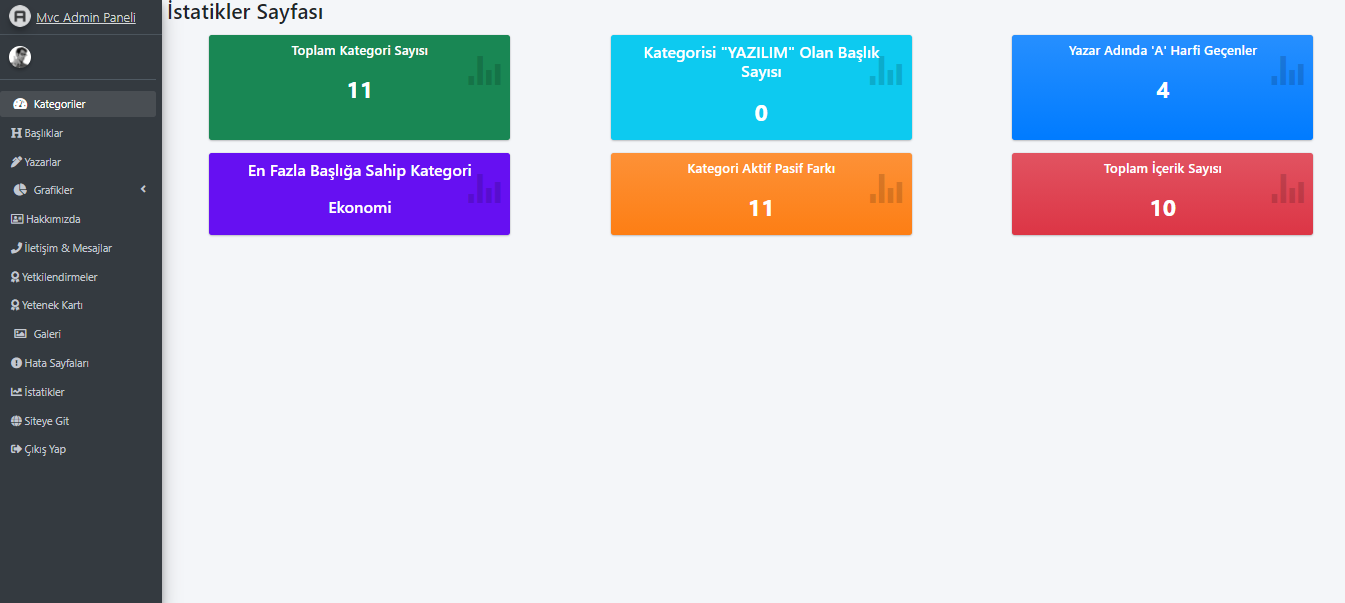 Mvc Admin Paneli
Kategoriler
Başlıklar
Yazarlar
Grafikler
Hakkımızda
İletişim & Mesajlar
Yetkilendirmeler
Yetenek Kartı
Galeri
Hata Sayfaları
İstatikler
Siteye Git
Çıkış Yap
İstatikler Sayfası
Toplam Kategori Sayısı
11
Kategorisi "YAZILIM" Olan Başlık
Sayısı
0
Yazar Adında 'A' Harfi Geçenler
4
En Fazla Başlığa Sahip Kategori
Ekonomi
Kategori Aktif Pasif Farkı
11
Toplam İçerik Sayısı
10